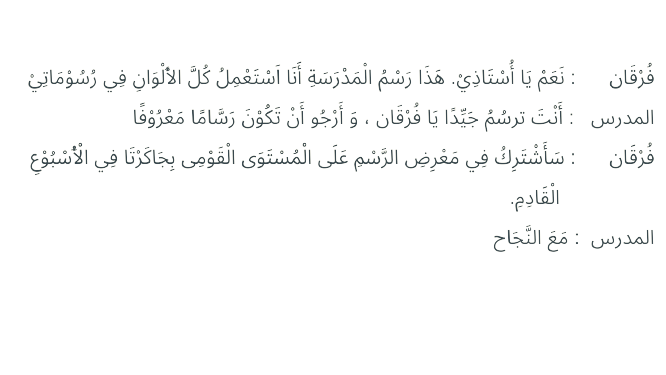 فُرْقَان : نَعَمْ يَا أُسْتَاذِيْ. هَذَا رَسْمُ الْمَدْرَسَةِ أَنَا اَسْتَعْمِلُ كُلَّ الأَلْوَانِ فِي رُسُوْمَاتِيْ
المدرس : أَنْتَ ترسُمُ جَيِّدًا يَا فُرْقَان ، وَ أَرْجُو أَنْ تَكُوْنَ رَسَّامًا مَعْرُوْفًا
فُرْقَان : سَأَشْتَرِكُ فِي مَعْرِضِ الرَّسْمِ عَلَى الْمُسْتَوَى الْقَوْمِى بِجَاكَرْتَا فِي الْأُسْبُوْعِ
الْقَادِمِ.
المدرس : مَعَ النَّجَاح